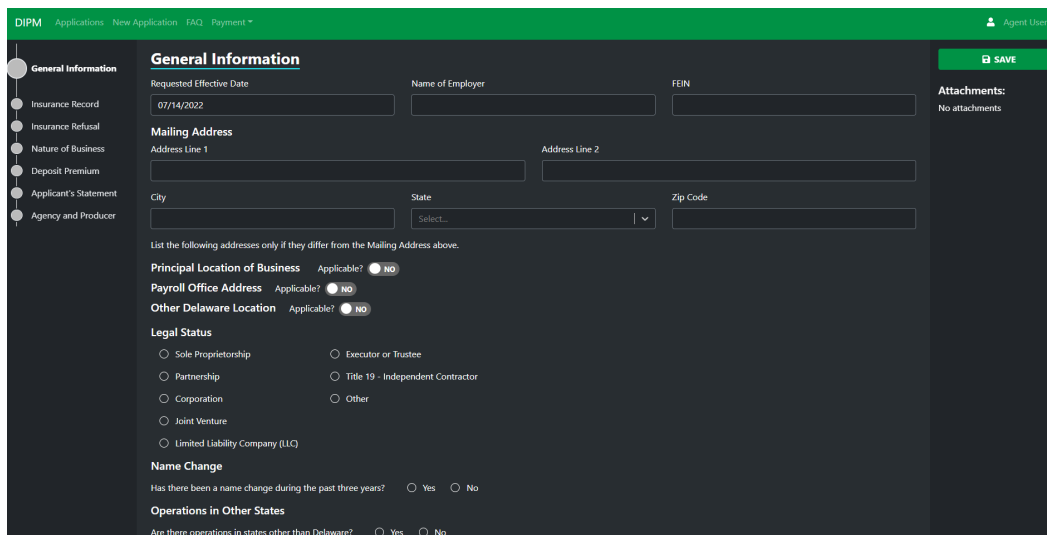 DIPM Applications New Application FAQ Payment Agent User
General Information
Insurance Record
Insurance Refusal
Nature of Business
Deposit Premium
Applicant's Statement
Agency and Producer
General Information
Requested Effective Date Name of Employer FEIN
07/14/2022
Mailing Address
Address Line 1 Address Line 2
City State Zip Code
Select...
List the following addresses only if they differ from the Mailing Address above.
Principal Location of Business Applicable? NO
Payroll Office Address Applicable? NO
Other Delaware Location Applicable? NO
Legal Status
Sole Proprietorship Executor or Trustee
Partnership Title 19 - Independent Contractor
Corporation Other
Joint Venture
Limited Liability Company (LLC)
Name Change
Has there been a name change during the past three years? Yes No
Operations in Other States
Are there operations in states other than Delaware? Yes No
SAVE
Attachments:
No attachments